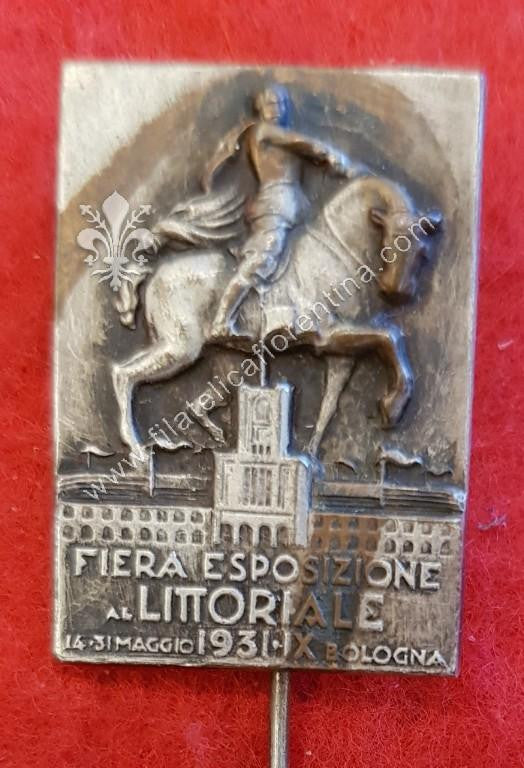 www.filatelicafiorentina.com
FIERA ESPOSIZIONE
AL LITTORIALE
14·31 MAGGIO 1931·IX BOLOGNA